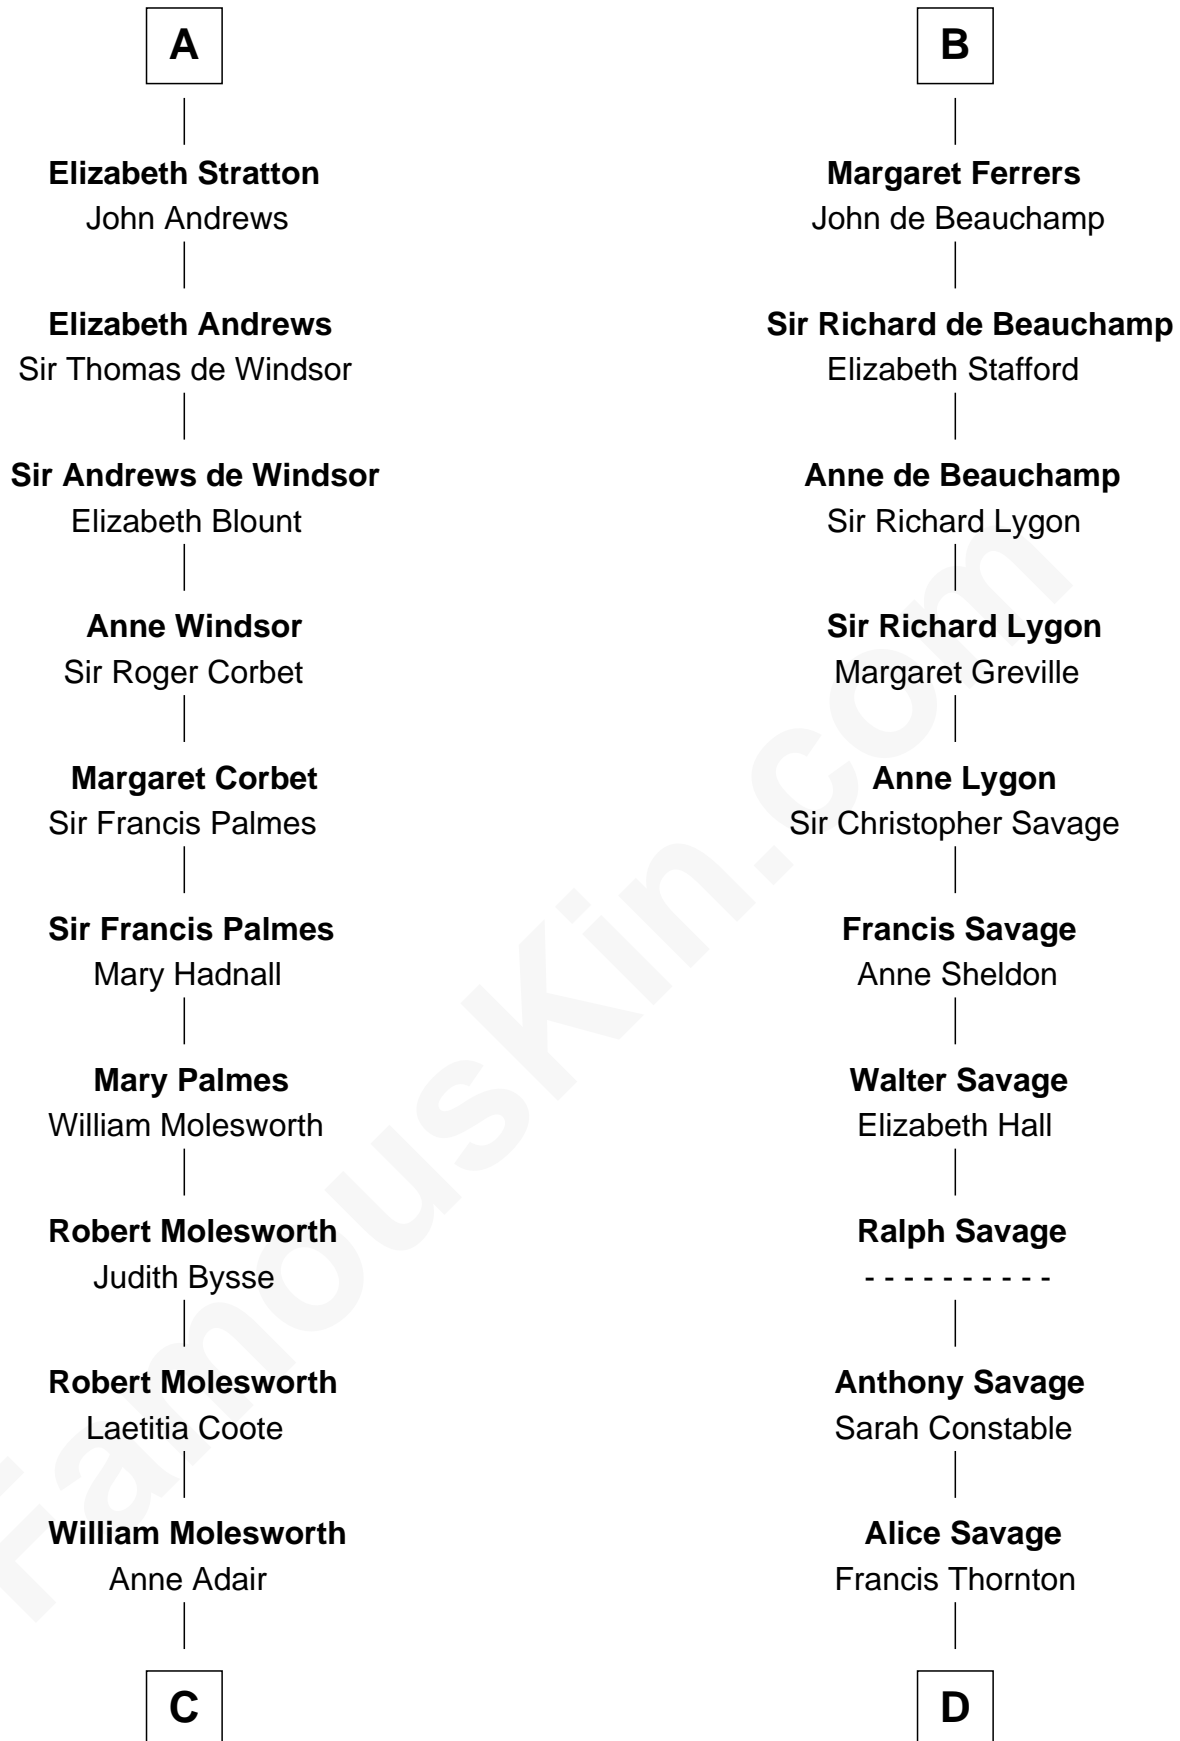 A
Elizabeth Stratton
John Andrews
Elizabeth Andrews
Sir Thomas de Windsor
Sir Andrews de Windsor
Elizabeth Blount
Anne Windsor
Sir Roger Corbet
Margaret Corbet
Sir Francis Palmes
Sir Francis Palmes
Mary Hadnall
Mary Palmes
William Molesworth
Robert Molesworth
Judith Bysse
Robert Molesworth
Laetitia Coote
William Molesworth
Anne Adair
C
B
Margaret Ferrers
John de Beauchamp
Sir Richard de Beauchamp
Elizabeth Stafford
Anne de Beauchamp
Sir Richard Lygon
Sir Richard Lygon
Margaret Greville
Anne Lygon
Sir Christopher Savage
Francis Savage
Anne Sheldon
Walter Savage
Elizabeth Hall
Ralph Savage
- - - - - - - - - -
Anthony Savage
Sarah Constable
Alice Savage
Francis Thornton
D
FamousKin.com